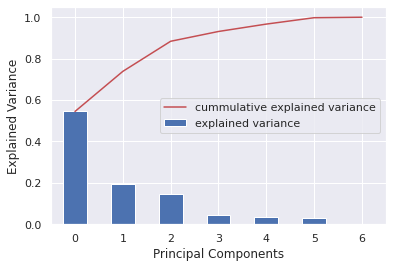 1.0
0.8
0.6
0.4
0.2
0.0
Explained Variance
cummulative explained variance
explained variance
0 1 2 3 4 5 6
Principal Components